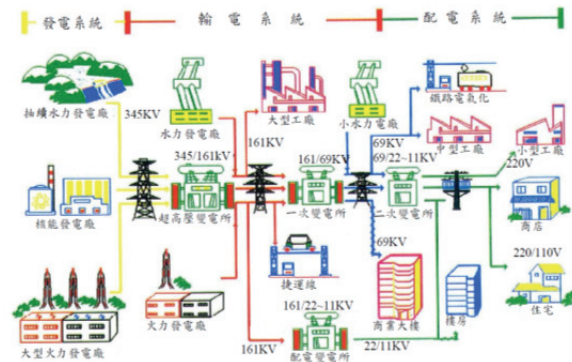 發電系統
輸電系統
配電系統
抽續水力發電廠
345KV
水力發電廠
161KV
大型工廠
小水力電廠
69KV
鐵路電氣化
中型工廠
小型工廠
345/161kV
161/69KV
69/22~11KV
220V
核能發電廠
超高壓變電所
一次變電所
二次變電所
商店
捷運線
69KV
220/110V
大型火力發電廠
火力發電廠
161KV
161/22~11KV
配電變電所
商業大樓
22/11KV
樓房
住宅